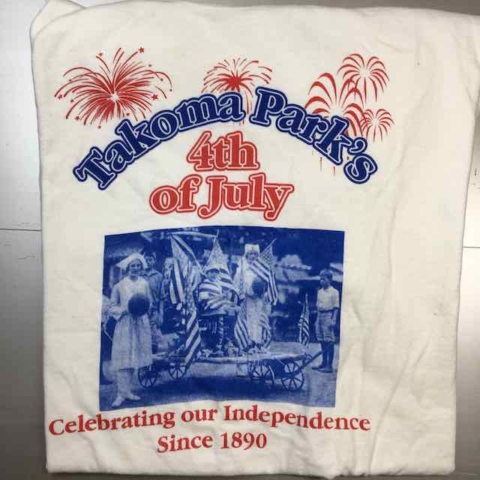 Takoma Park's
4th
of July
Celebrating our Independence
Since 1890